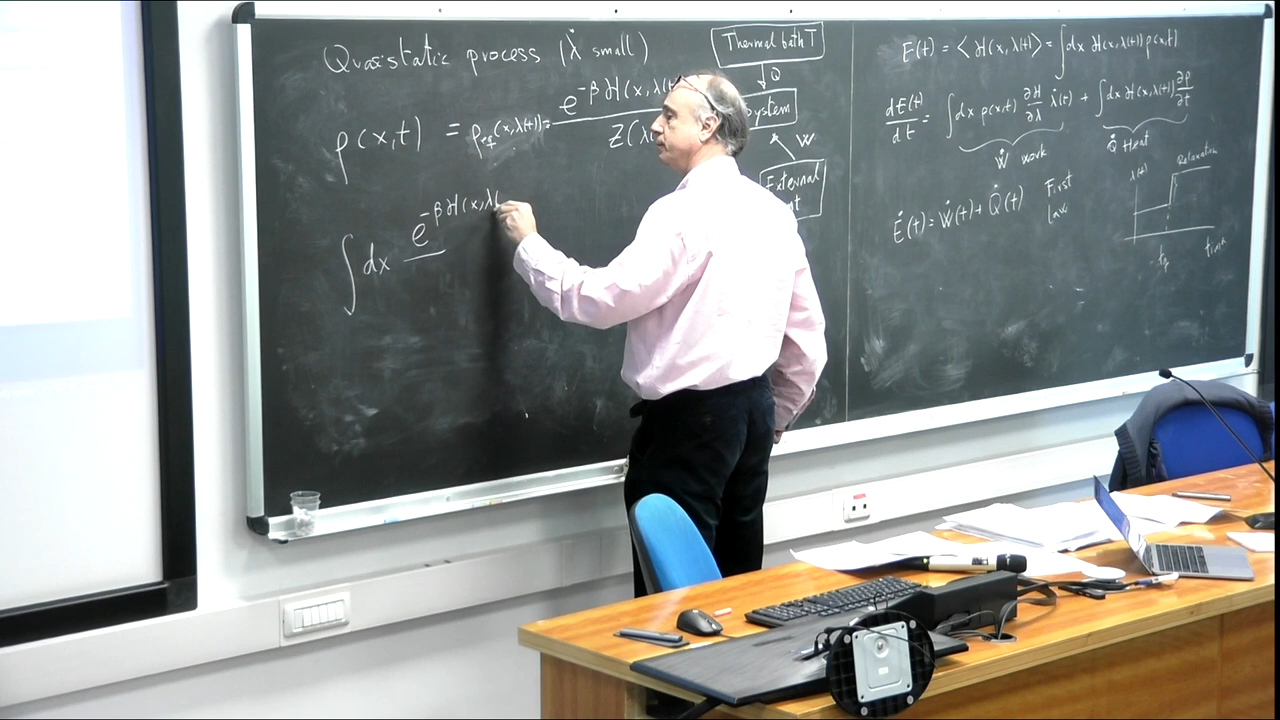 Quasistatic process (λ̇ small)
ρ(x,t) = ρeq(x,λ(t)) = e^-βH(x,λ(t
Z(λ
∫dx e^-βH(x,λ(
Thermal bath T
Q
System
W
External
E(t) = <H(x,λ(t)> = ∫dx H(x,λ(t)) ρ(x,t)
dE(t)/dt = ∫dx ρ(x,t) ∂H/∂λ λ̇(t) + ∫dx H(x,λ(t)) ∂ρ/∂t
Ẇ work
Q̇ Heat
Ė(t) = Ẇ(t) + Q̇(t) First
Law
λ(t)
Relaxation
time